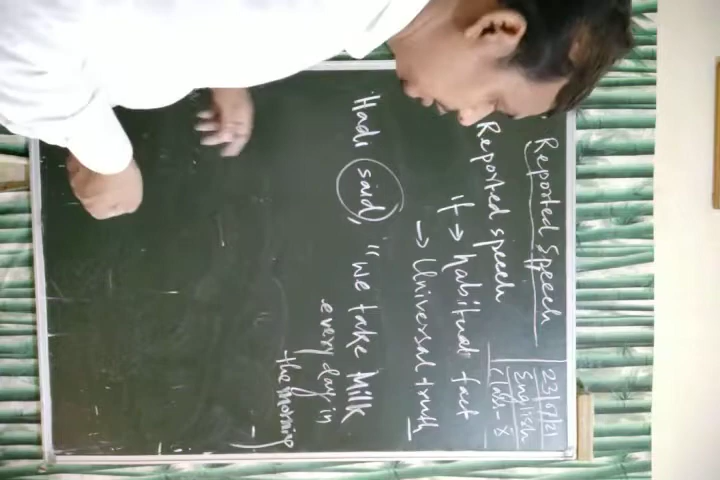 Reported Speech
23/07/21
English
Class - 8
Reported speech
if → habitual fact
→ Universal truth
Hadi said, "we take Milk
every day in
the morning